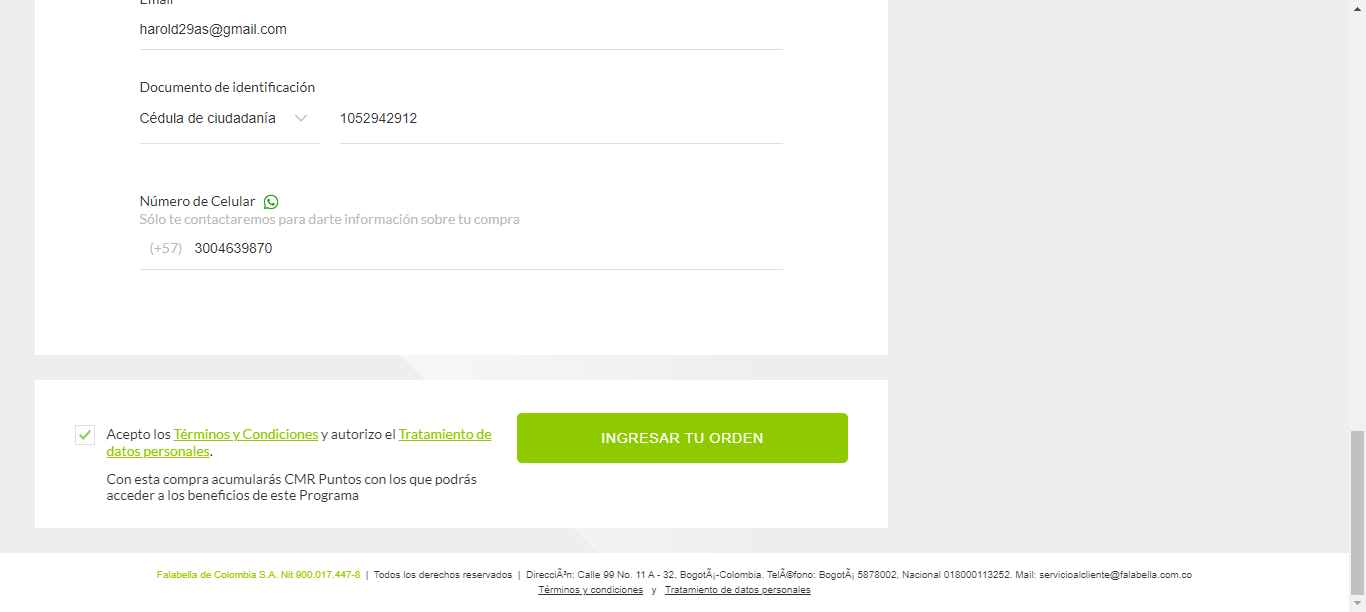 Email
harold29as@gmail.com
Documento de identificación
Cédula de ciudadanía 1052942912
Número de Celular
Sólo te contactaremos para darte información sobre tu compra
(+57) 3004639870
Acepto los Términos y Condiciones y autorizo el Tratamiento de
datos personales.
INGRESAR TU ORDEN
Con esta compra acumularás CMR Puntos con los que podrás
acceder a los beneficios de este Programa
Falabella de Colombia S.A. Nit 900.017.447-8 | Todos los derechos reservados | DirecciÃ³n: Calle 99 No. 11 A - 32, BogotÃ¡-Colombia. TelÃ©fono: BogotÃ¡ 5878002, Nacional 018000113252. Mail: servicioalcliente@falabella.com.co
Términos y condiciones y Tratamiento de datos personales